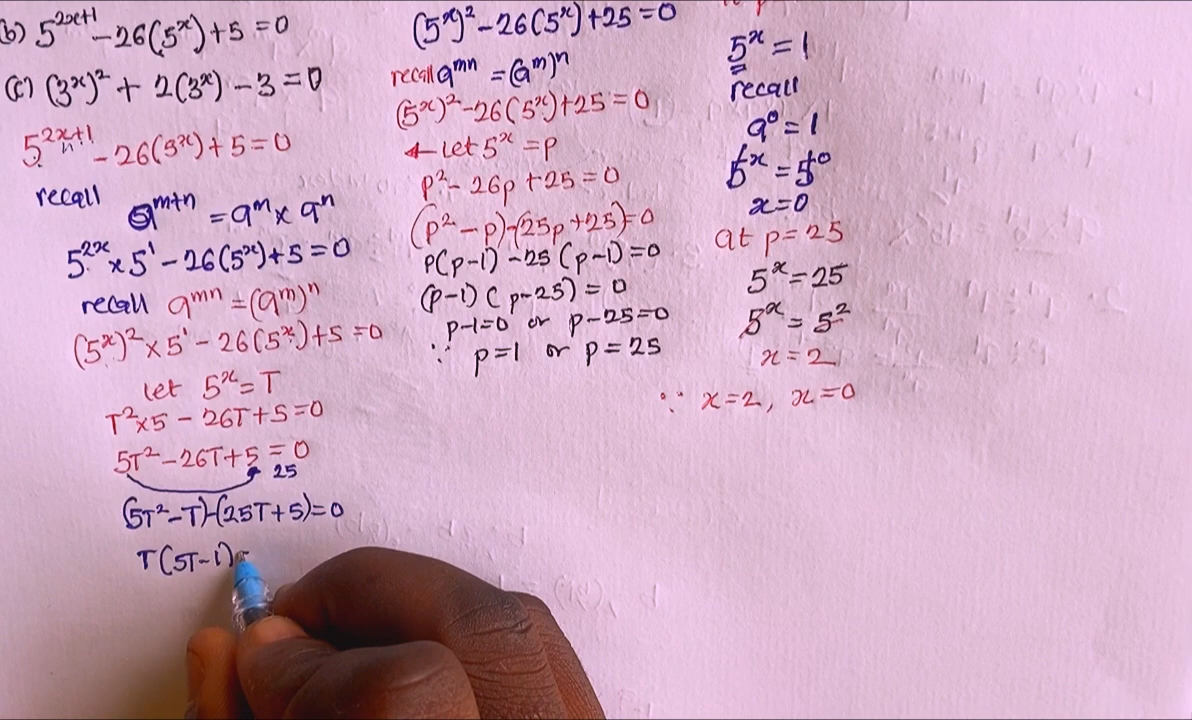 (b) 5^{2x+1} - 26(5^x) + 5 = 0
(c) (3^x)^2 + 2(3^x) - 3 = 0
5^{2x+1} - 26(5^x) + 5 = 0
recall a^{m+n} = a^m × a^n
5^{2x} × 5^1 - 26(5^x) + 5 = 0
recall a^{mn} = (a^m)^n
(5^x)^2 × 5^1 - 26(5^x) + 5 = 0
let 5^x = T
T^2 × 5 - 26T + 5 = 0
5T^2 - 26T + 5 = 0
25
(5T^2 - T) - (25T + 5) = 0
T(5T - 1) -
(5^x)^2 - 26(5^x) + 25 = 0
recall a^{mn} = (a^m)^n
(5^x)^2 - 26(5^x) + 25 = 0
← Let 5^x = p
p^2 - 26p + 25 = 0
(p^2 - p) - (25p + 25) = 0
p(p-1) - 25(p-1) = 0
(p-1)(p-25) = 0
p-1=0 or p-25=0
∵ p=1 or p=25
5^x = 1
recall
a^0 = 1
5^x = 5^0
x = 0
at p = 25
5^x = 25
5^x = 5^2
x = 2
∵ x = 2, x = 0